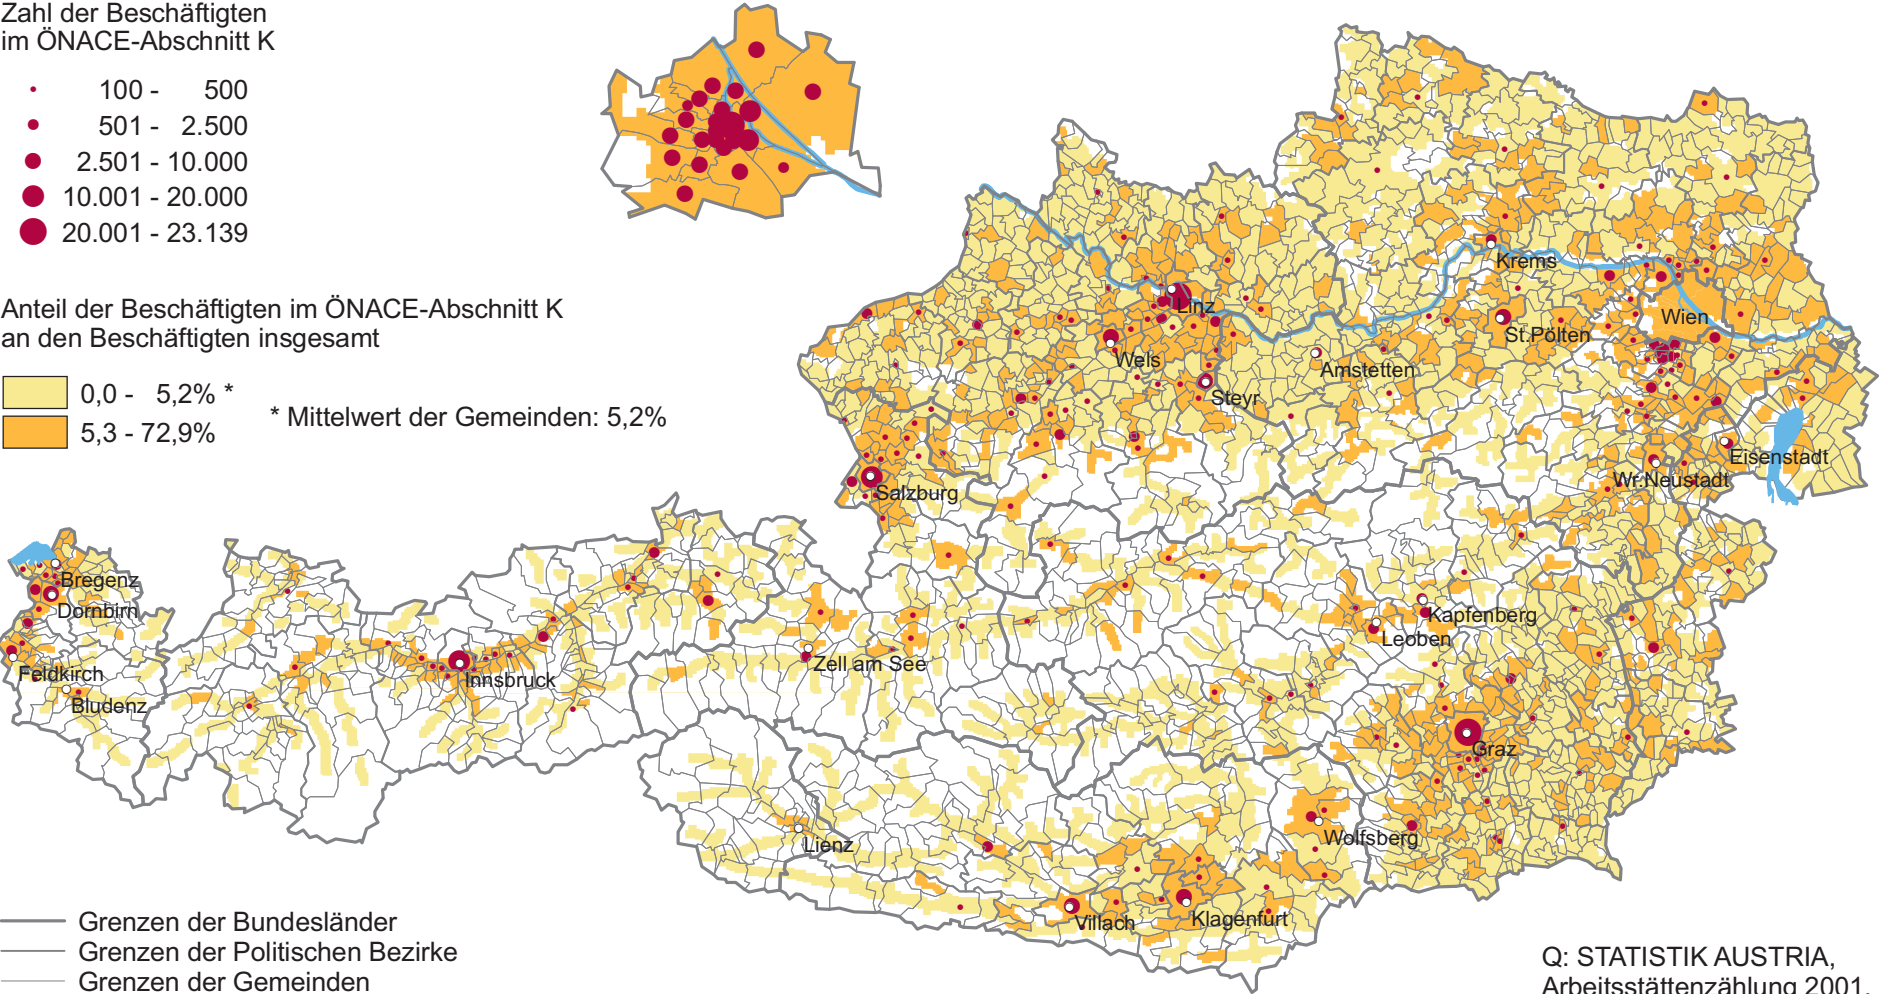 Zahl der Beschäftigten
im ÖNACE-Abschnitt K
100 - 500
501 - 2.500
2.501 - 10.000
10.001 - 20.000
20.001 - 23.139
Anteil der Beschäftigten im ÖNACE-Abschnitt K
an den Beschäftigten insgesamt
0,0 - 5,2% *
5,3 - 72,9%
* Mittelwert der Gemeinden: 5,2%
Krems
Linz
Wien
St.Pölten
Wels
Amstetten
Steyr
Eisenstadt
Wr.Neustadt
Salzburg
Bregenz
Dornbirn
Kapfenberg
Leoben
Zell am See
Feldkirch
Innsbruck
Bludenz
Graz
Wolfsberg
Lienz
Villach
Klagenfurt
Grenzen der Bundesländer
Grenzen der Politischen Bezirke
Grenzen der Gemeinden
Q: STATISTIK AUSTRIA,
Arbeitsstättenzählung 2001.